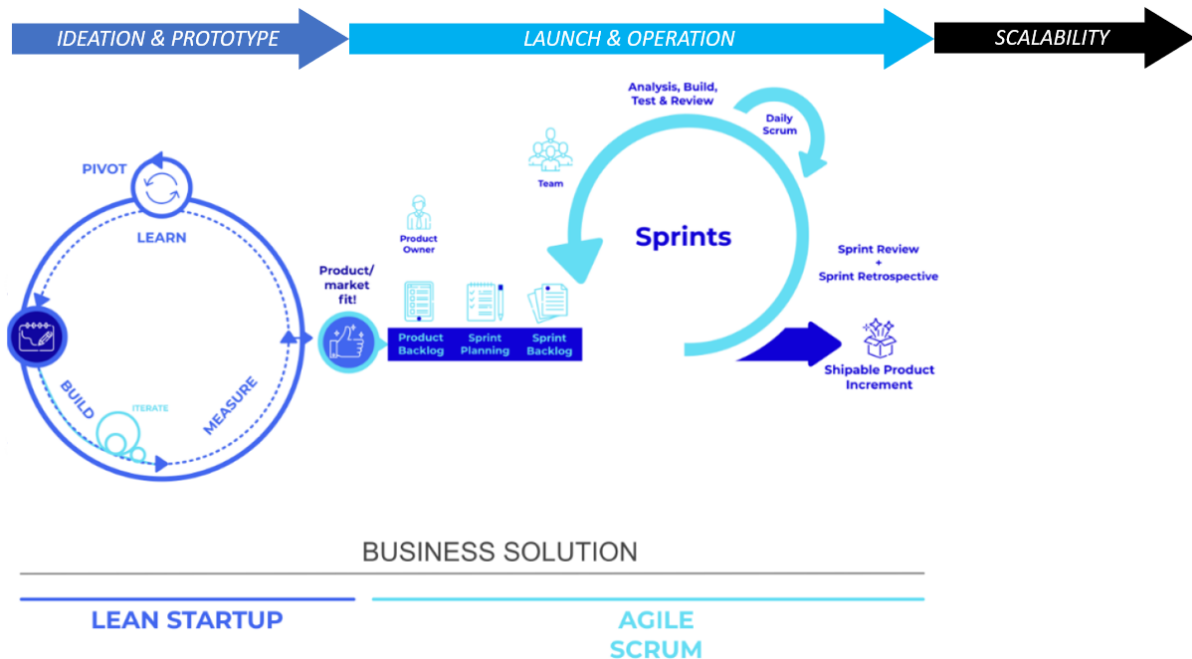 IDEATION & PROTOTYPE
LAUNCH & OPERATION
SCALABILITY
Analysis, Build,
Test & Review
Daily
Scrum
PIVOT
LEARN
Team
Product
Owner
Sprints
Sprint Review
+
Sprint Retrospective
Product/
market
fit!
Product
Backlog
Sprint
Planning
Sprint
Backlog
Shipable Product
Increment
BUILD
ITERATE
MEASURE
BUSINESS SOLUTION
LEAN STARTUP
AGILE
SCRUM